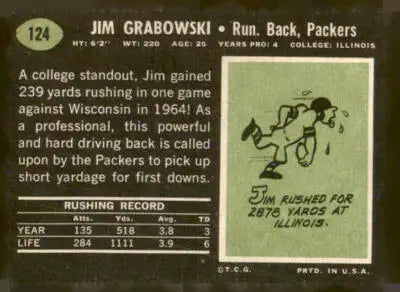 124
JIM GRABOWSKI • Run. Back, Packers
HT: 6'2" WT: 220 AGE: 25 YEARS PRO: 4 COLLEGE: ILLINOIS
A college standout, Jim gained
239 yards rushing in one game
against Wisconsin in 1964! As
a professional, this powerful
and hard driving back is called
upon by the Packers to pick up
short yardage for first downs.
RUSHING RECORD
Atts. Yds. Avg. TD
YEAR 135 518 3.8 3
LIFE 284 1111 3.9 6
JIM RUSHED FOR
2878 YARDS AT
ILLINOIS.
©T.C.G. PRTD. IN U.S.A.